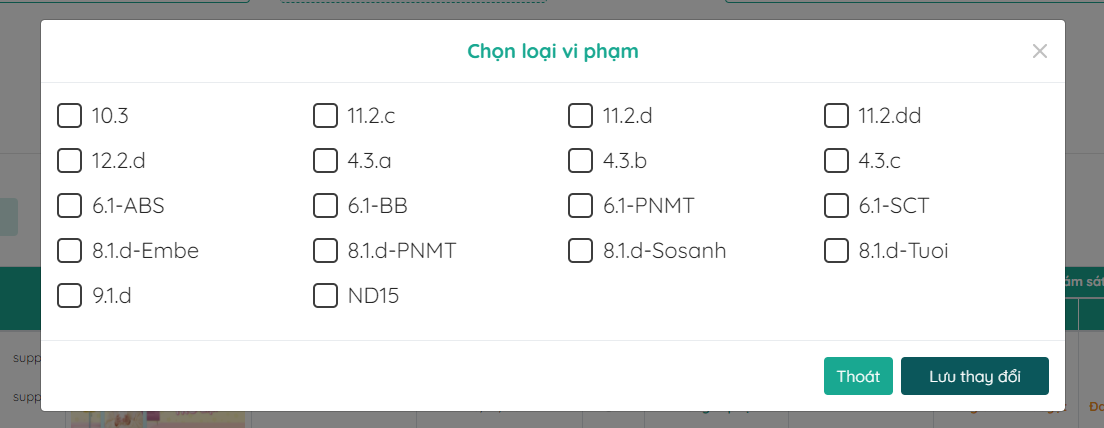 Chọn loại vi phạm
10.3 11.2.c 11.2.d 11.2.dd
12.2.d 4.3.a 4.3.b 4.3.c
6.1-ABS 6.1-BB 6.1-PNMT 6.1-SCT
8.1.d-Embe 8.1.d-PNMT 8.1.d-Sosanh 8.1.d-Tuoi
9.1.d ND15
ám sát
supp
supp
Thoát Lưu thay đổi